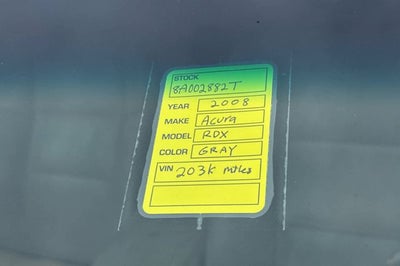 STOCK
8A002882T
YEAR 2008
MAKE Acura
MODEL RDX
COLOR GRAY
VIN 203K miles